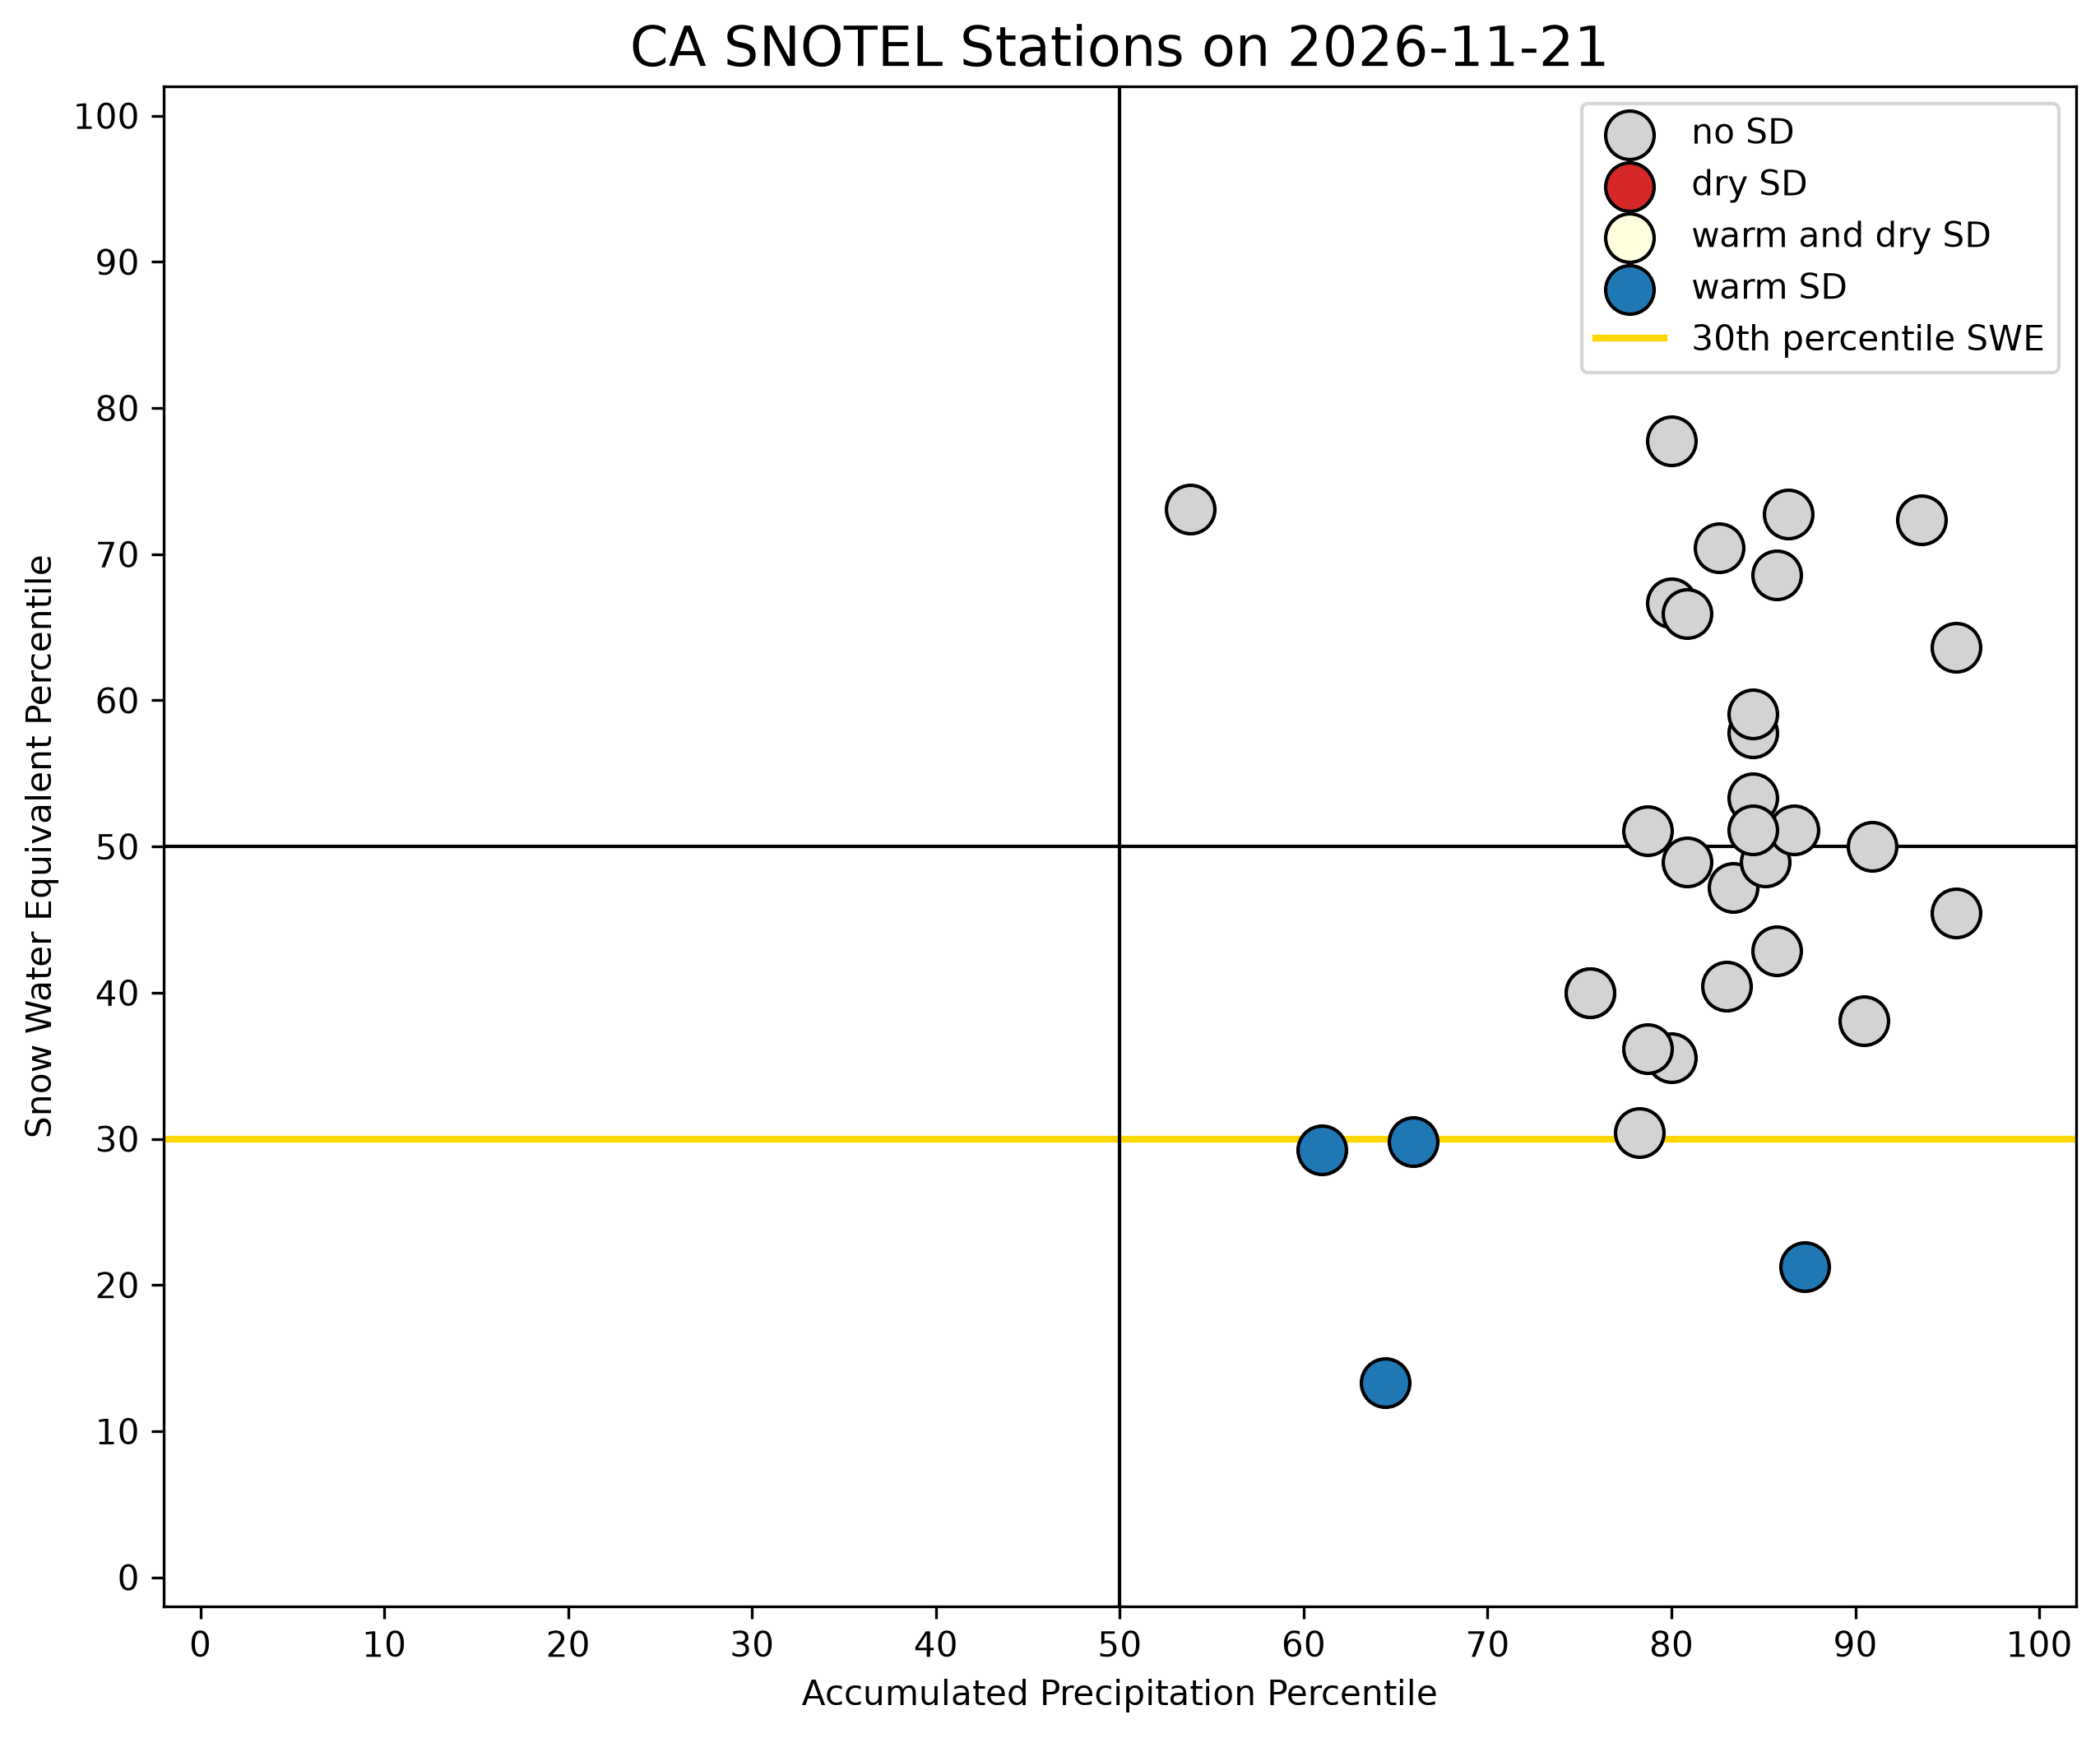 CA SNOTEL Stations on 2026-11-21
no SD
dry SD
warm and dry SD
warm SD
30th percentile SWE
Snow Water Equivalent Percentile
100
90
80
70
60
50
40
30
20
10
0
0 10 20 30 40 50 60 70 80 90 100
Accumulated Precipitation Percentile